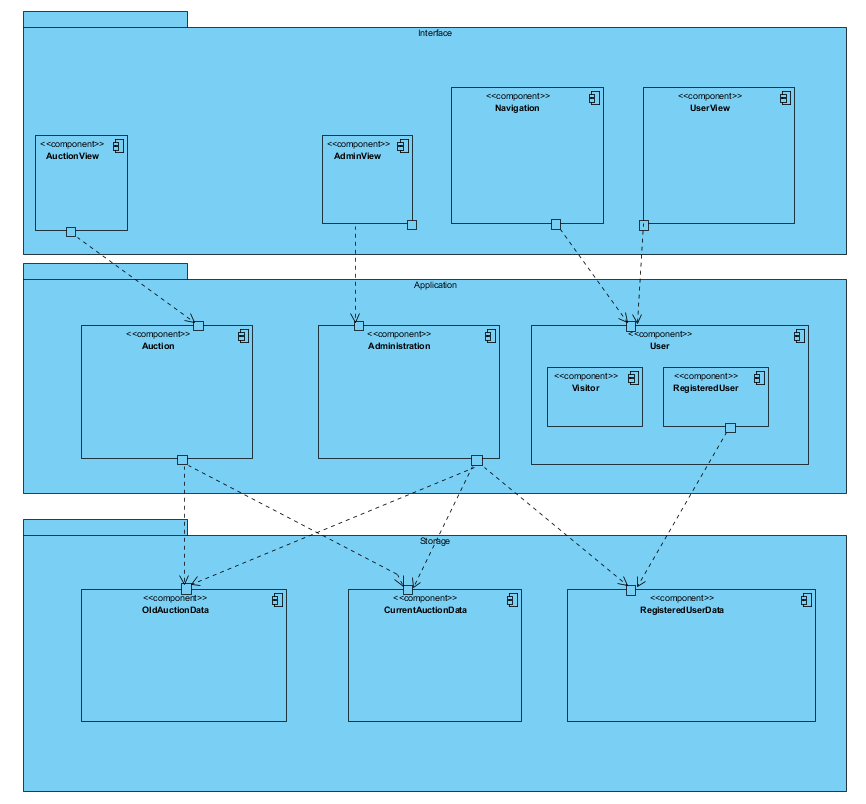 Interface
<<component>>
Navigation
<<component>>
UserView
<<component>>
AuctionView
<<component>>
AdminView
Application
<<component>>
Auction
<<component>>
Administration
<<component>>
User
<<component>>
Visitor
<<component>>
RegisteredUser
Storage
<<component>>
OldAuctionData
<<component>>
CurrentAuctionData
<<component>>
RegisteredUserData